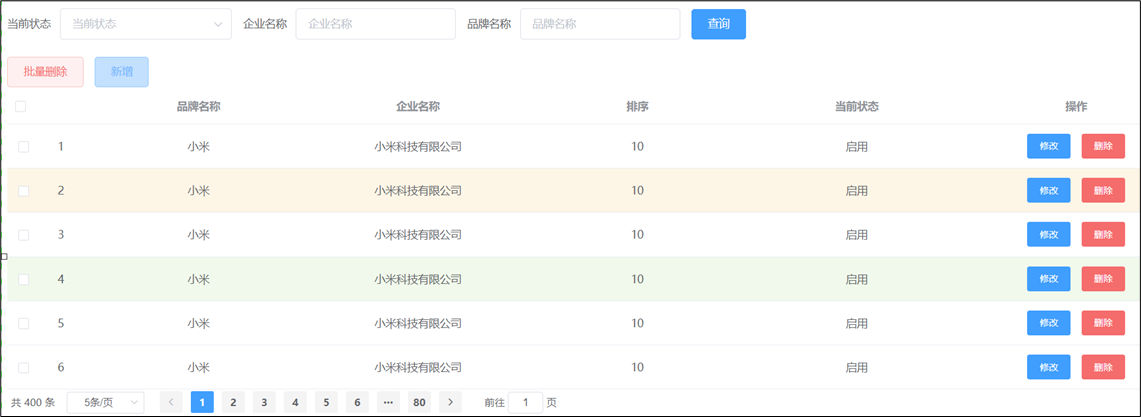 当前状态 当前状态 企业名称 企业名称 品牌名称 品牌名称 查询
批量删除 新增
品牌名称 企业名称 排序 当前状态 操作
1 小米 小米科技有限公司 10 启用 修改 删除
2 小米 小米科技有限公司 10 启用 修改 删除
3 小米 小米科技有限公司 10 启用 修改 删除
4 小米 小米科技有限公司 10 启用 修改 删除
5 小米 小米科技有限公司 10 启用 修改 删除
6 小米 小米科技有限公司 10 启用 修改 删除
共 400 条 5条/页 1 2 3 4 5 6 ··· 80 前往 1 页